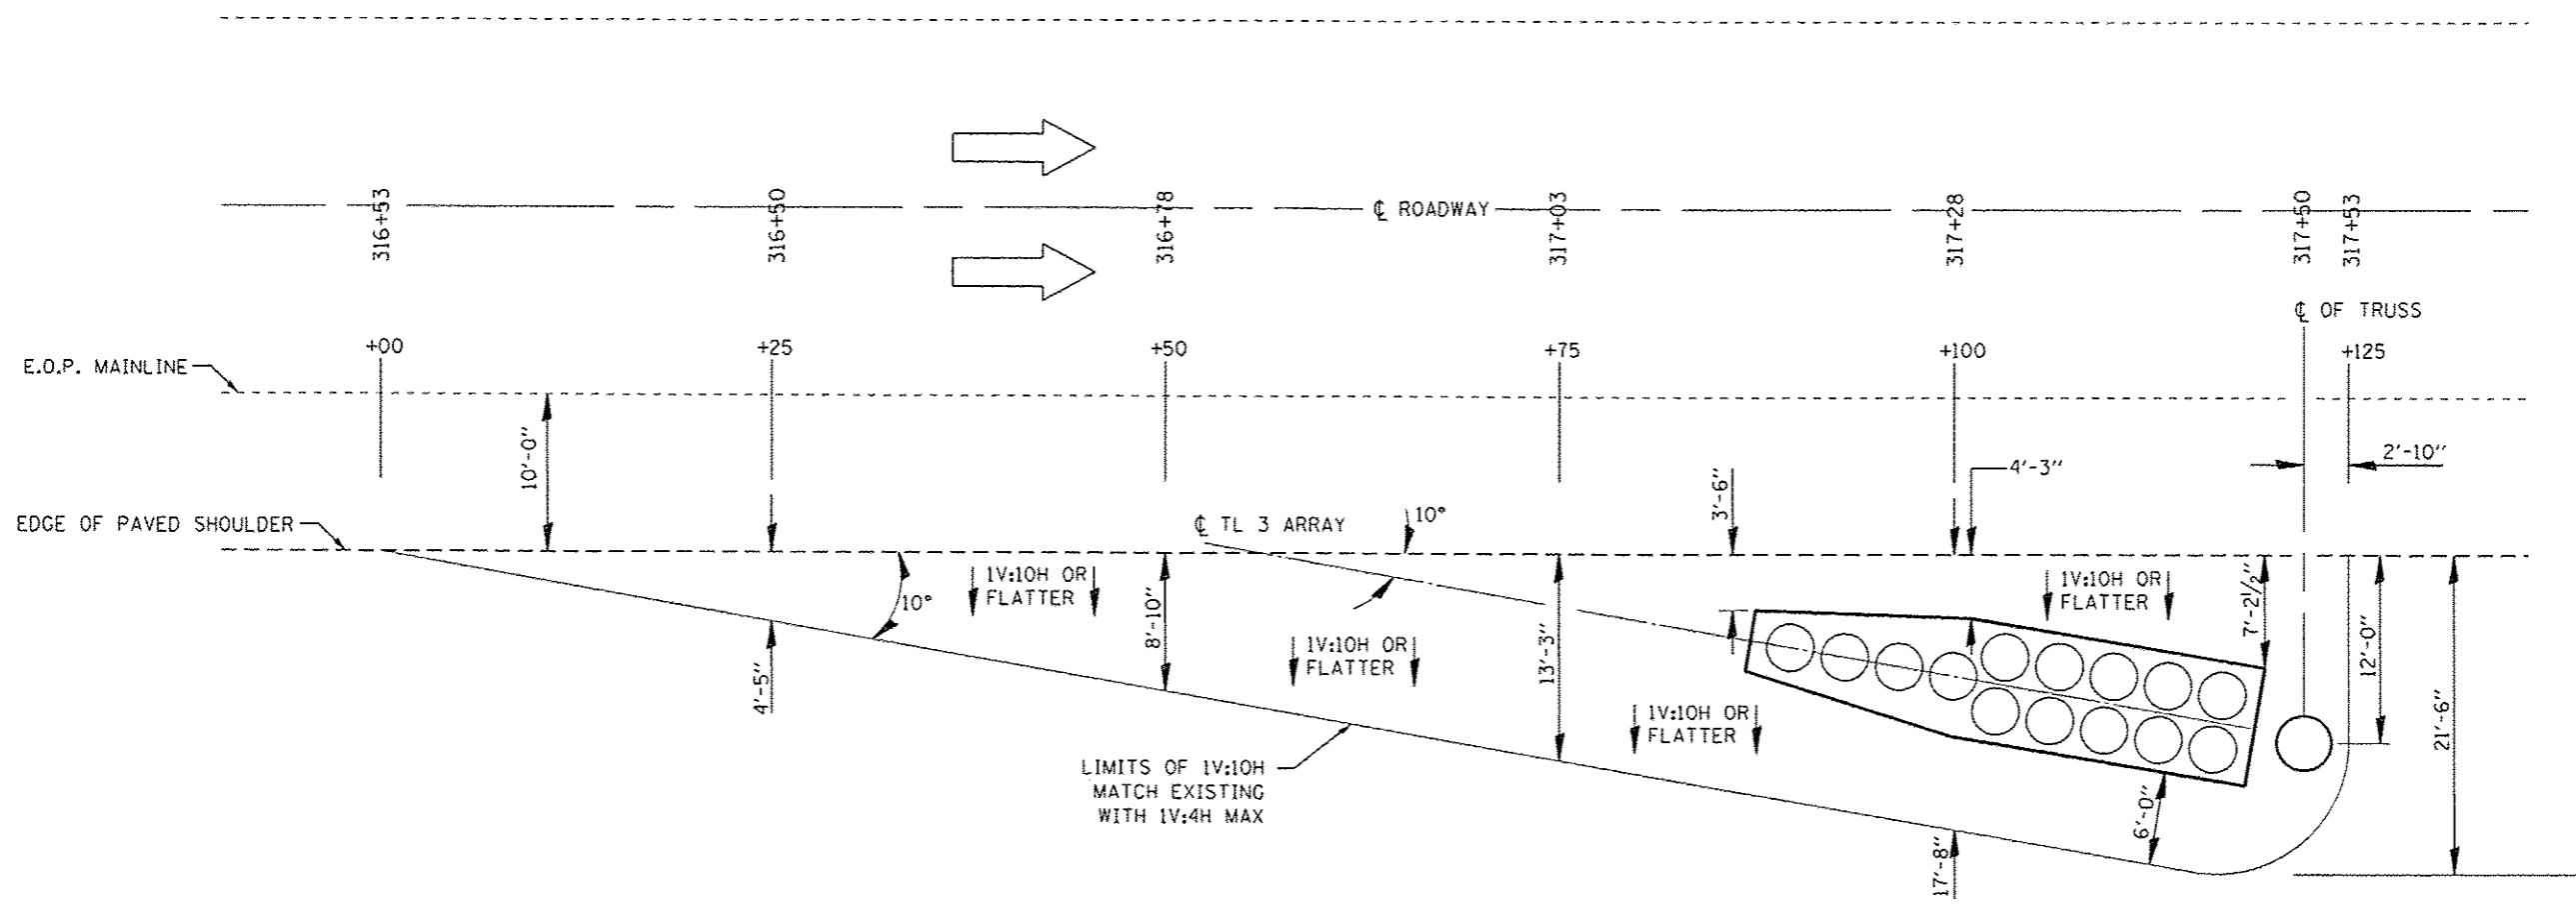 316+53
316+50
316+78
℄ ROADWAY
317+03
317+28
317+50
317+53
℄ OF TRUSS
E.O.P. MAINLINE
+00
+25
+50
+75
+100
+125
10'-0"
3'-6"
4'-3"
2'-10"
EDGE OF PAVED SHOULDER
℄ TL 3 ARRAY
10°
10°
1V:10H OR
FLATTER
8'-10"
1V:10H OR
FLATTER
13'-3"
1V:10H OR
FLATTER
7'-2 1/2"
12'-0"
4'-5"
1V:10H OR
FLATTER
21'-6"
LIMITS OF 1V:10H
MATCH EXISTING
WITH 1V:4H MAX
6'-0"
17'-8"